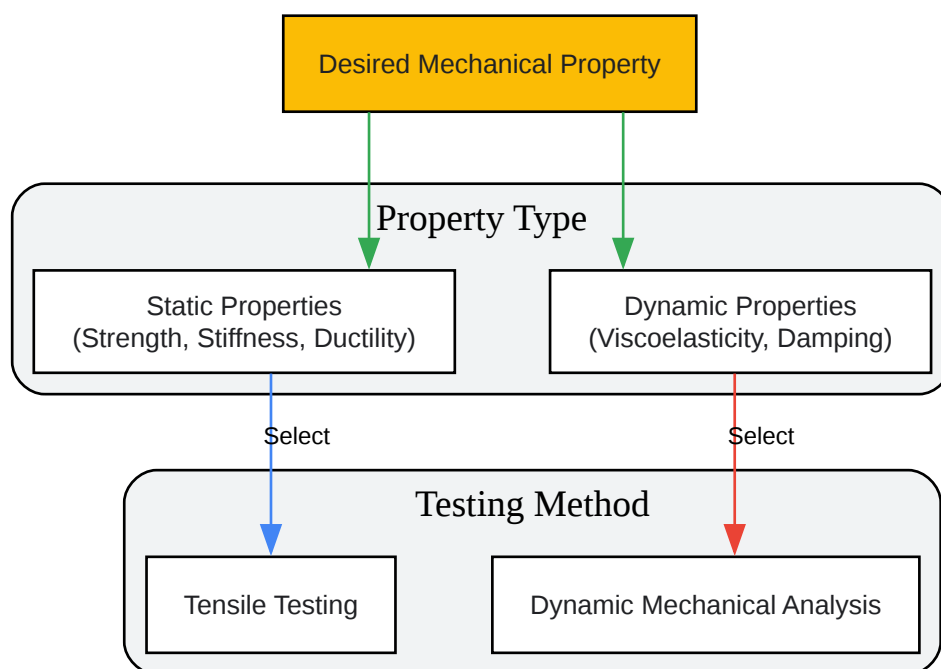 Desired Mechanical Property
Property Type
Static Properties
(Strength, Stiffness, Ductility)
Dynamic Properties
(Viscoelasticity, Damping)
Select
Select
Testing Method
Tensile Testing
Dynamic Mechanical Analysis